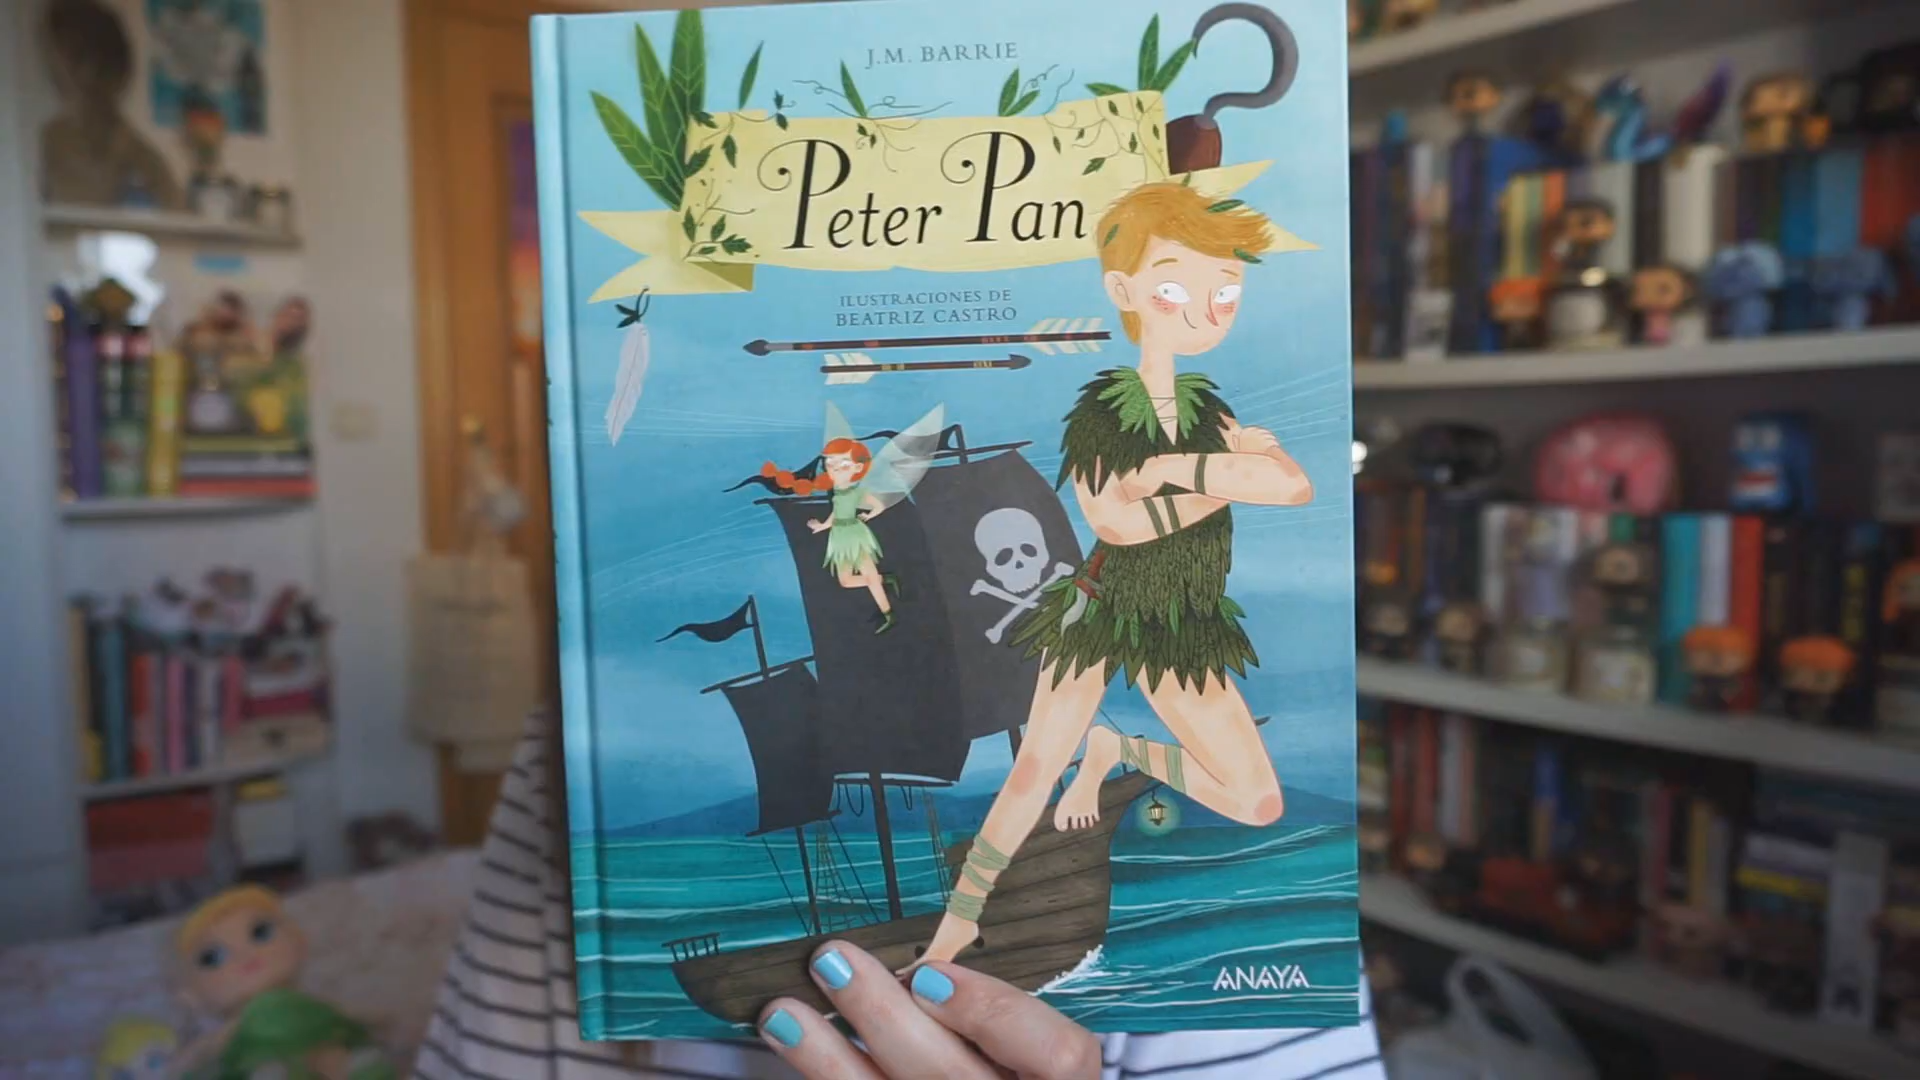 J.M. BARRIE
Peter Pan
ILUSTRACIONES DE
BEATRIZ CASTRO
ANAYA